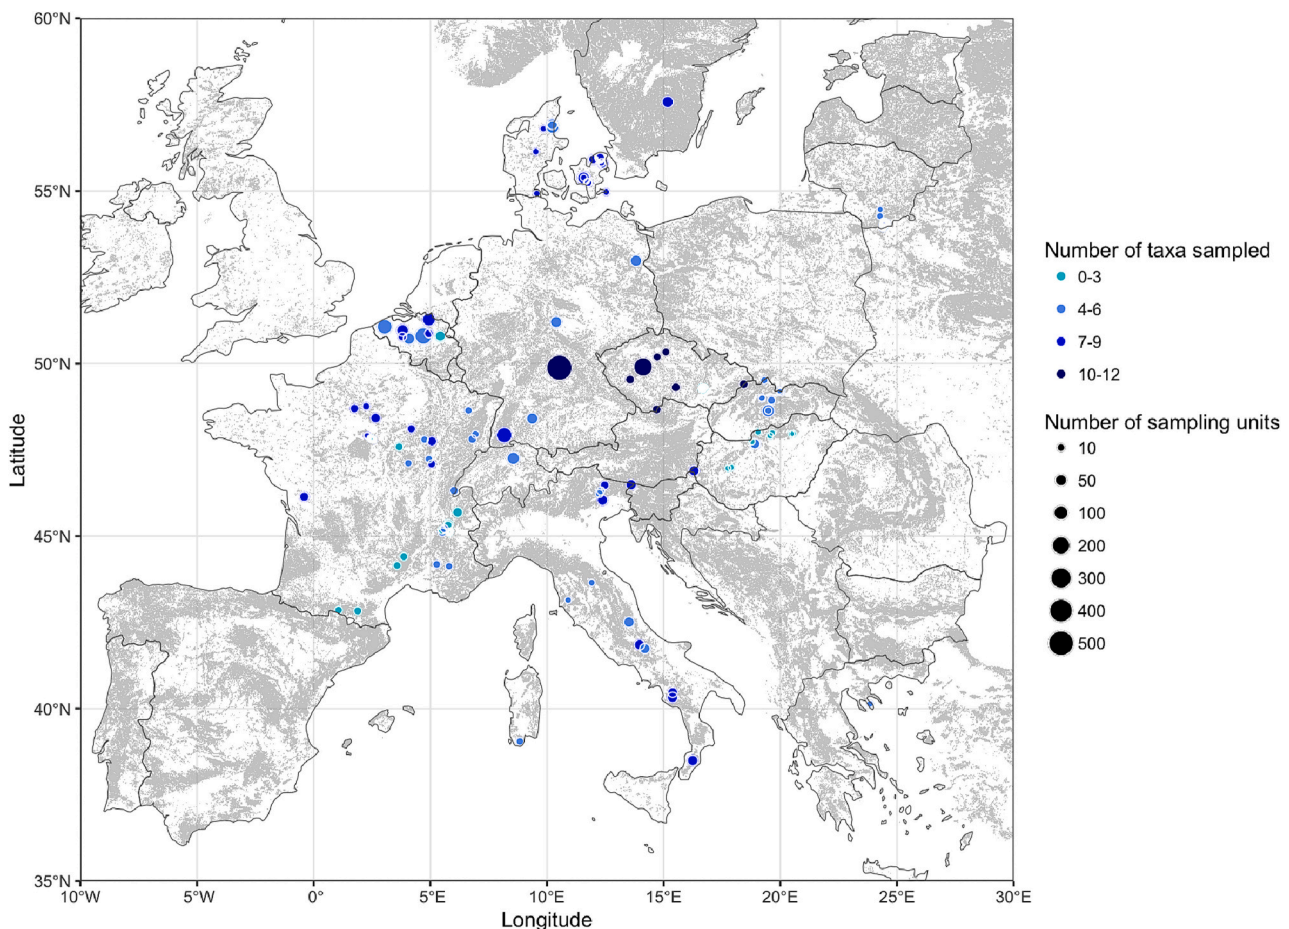 60°N
55°N
50°N
45°N
40°N
35°N
Latitude
10°W
5°W
0°
5°E
10°E
15°E
20°E
25°E
30°E
Longitude
Number of taxa sampled
0-3
4-6
7-9
10-12
Number of sampling units
10
50
100
200
300
400
500